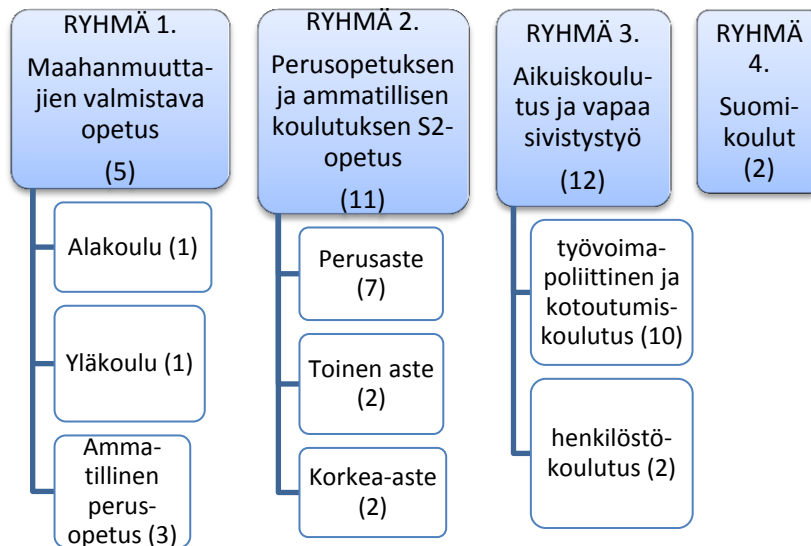 RYHMÄ 1.
Maahanmuutta-
jien valmistava
opetus
(5)
Alakoulu (1)
Yläkoulu (1)
Amma-
tillinen
perus-
opetus (3)
RYHMÄ 2.
Perusopetuksen
ja ammatillisen
koulutuksen S2-
opetus
(11)
Perusaste
(7)
Toinen aste
(2)
Korkea-aste
(2)
RYHMÄ 3.
Aikuiskoulu-
tus ja vapaa
sivistystyö
(12)
työvoima-
poliittinen ja
kotoutumis-
koulutus (10)
henkilöstö-
koulutus (2)
RYHMÄ
4.
Suomi-
koulut
(2)